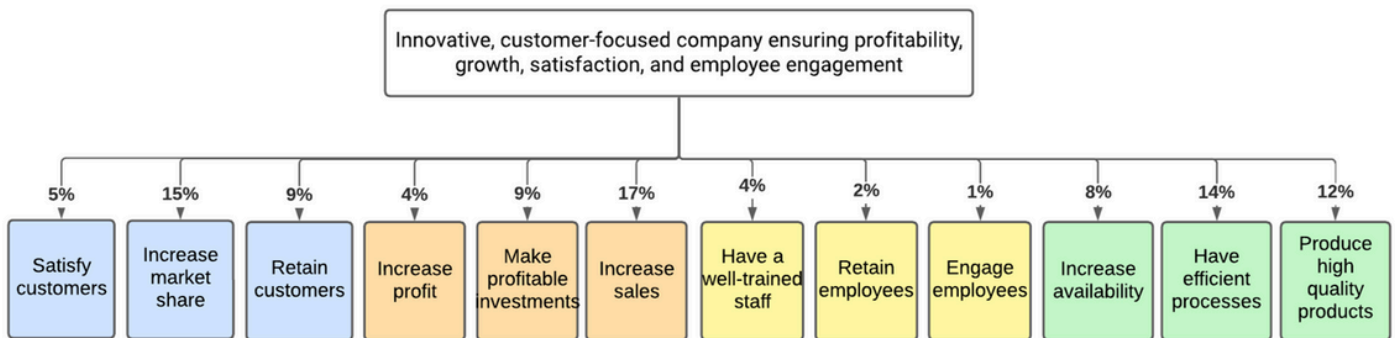 Innovative, customer-focused company ensuring profitability,
growth, satisfaction, and employee engagement
5%
15%
9%
4%
9%
17%
4%
2%
1%
8%
14%
12%
Satisfy
customers
Increase
market
share
Retain
customers
Increase
profit
Make
profitable
investments
Increase
sales
Have a
well-trained
staff
Retain
employees
Engage
employees
Increase
availability
Have
efficient
processes
Produce
high
quality
products